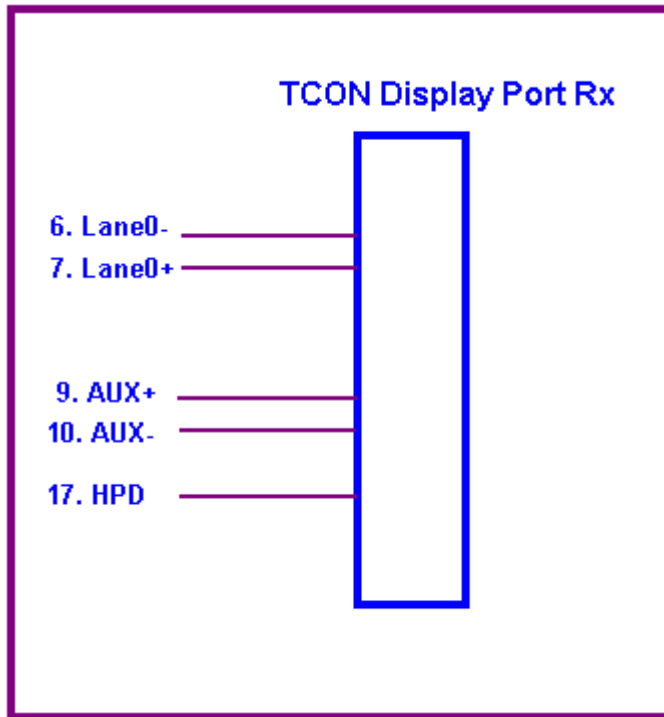 TCON Display Port Rx
6. Lane0-
7. Lane0+
9. AUX+
10. AUX-
17. HPD